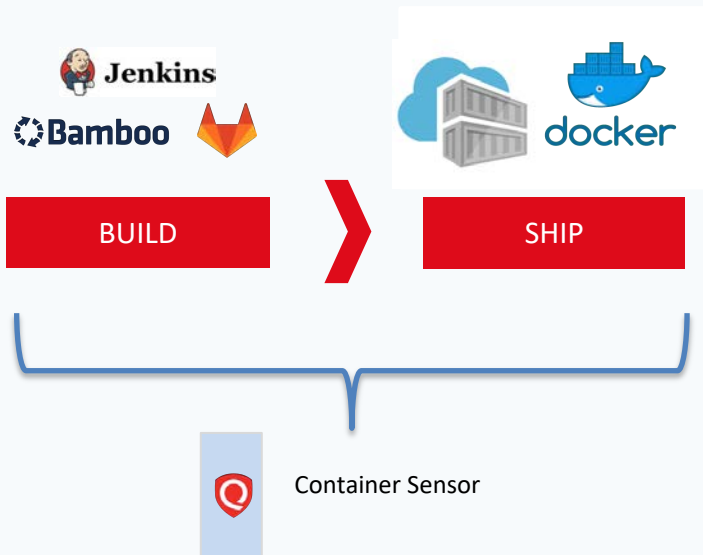 Jenkins
Bamboo
docker
BUILD
SHIP
Container Sensor